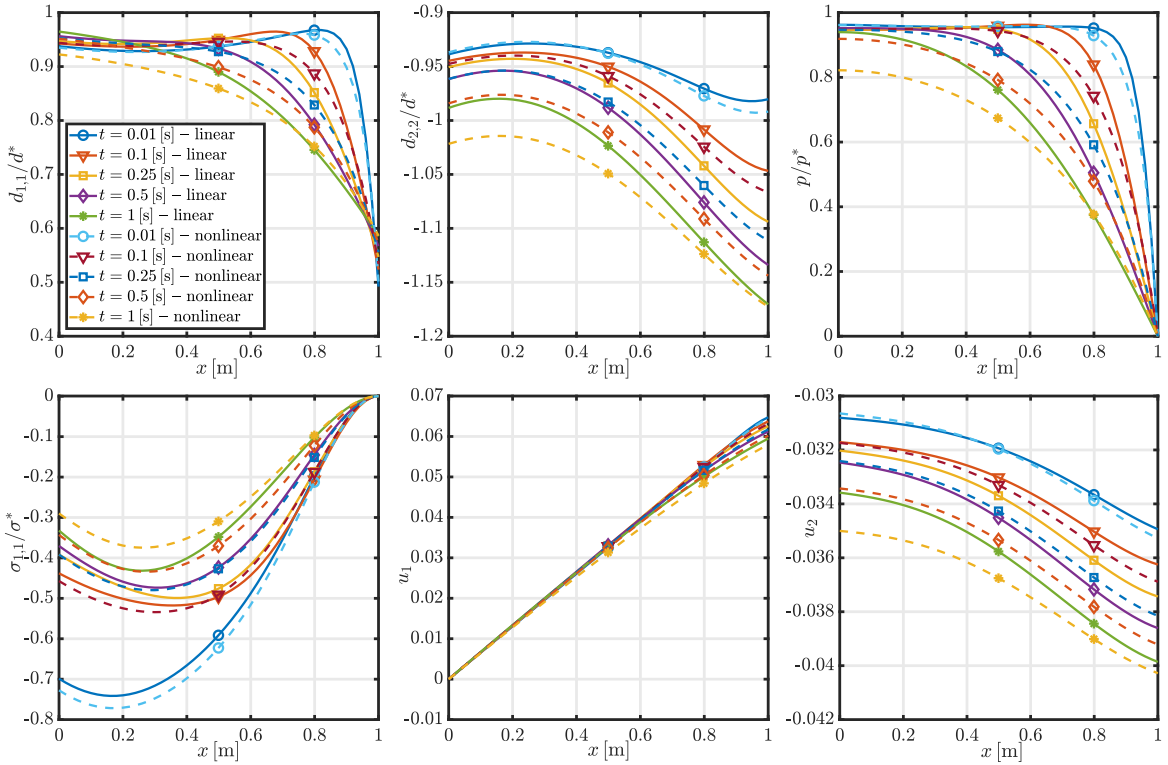 1
0.9
0.8
0.7
0.6
0.5
0.4
d1,1/d*
0 0.2 0.4 0.6 0.8 1
x [m]
t = 0.01 [s] – linear
t = 0.1 [s] – linear
t = 0.25 [s] – linear
t = 0.5 [s] – linear
t = 1 [s] – linear
t = 0.01 [s] – nonlinear
t = 0.1 [s] – nonlinear
t = 0.25 [s] – nonlinear
t = 0.5 [s] – nonlinear
t = 1 [s] – nonlinear
-0.9
-0.95
-1
-1.05
-1.1
-1.15
-1.2
d2,2/d*
0 0.2 0.4 0.6 0.8 1
x [m]
1
0.8
0.6
0.4
0.2
0
p/p*
0 0.2 0.4 0.6 0.8 1
x [m]
0
-0.1
-0.2
-0.3
-0.4
-0.5
-0.6
-0.7
-0.8
σ1,1/σ*
0 0.2 0.4 0.6 0.8 1
x [m]
0.07
0.06
0.05
0.04
0.03
0.02
0.01
0
-0.01
u1
0 0.2 0.4 0.6 0.8 1
x [m]
-0.03
-0.032
-0.034
-0.036
-0.038
-0.04
-0.042
u2
0 0.2 0.4 0.6 0.8 1
x [m]